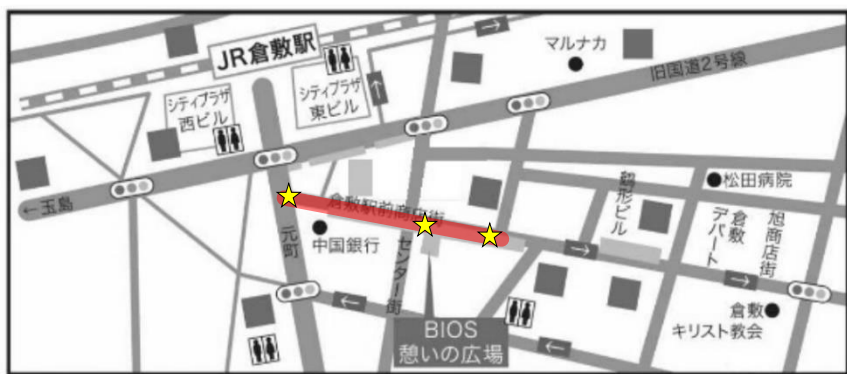 JR倉敷駅
マルナカ
旧国道2号線
シティプラザ
西ビル
シティプラザ
東ビル
←玉島
倉敷駅前商店街
中国銀行
元町
センター街
鶴形ビル
松田病院
倉敷
デパート
旭商店街
BIOS
憩いの広場
倉敷
キリスト教会